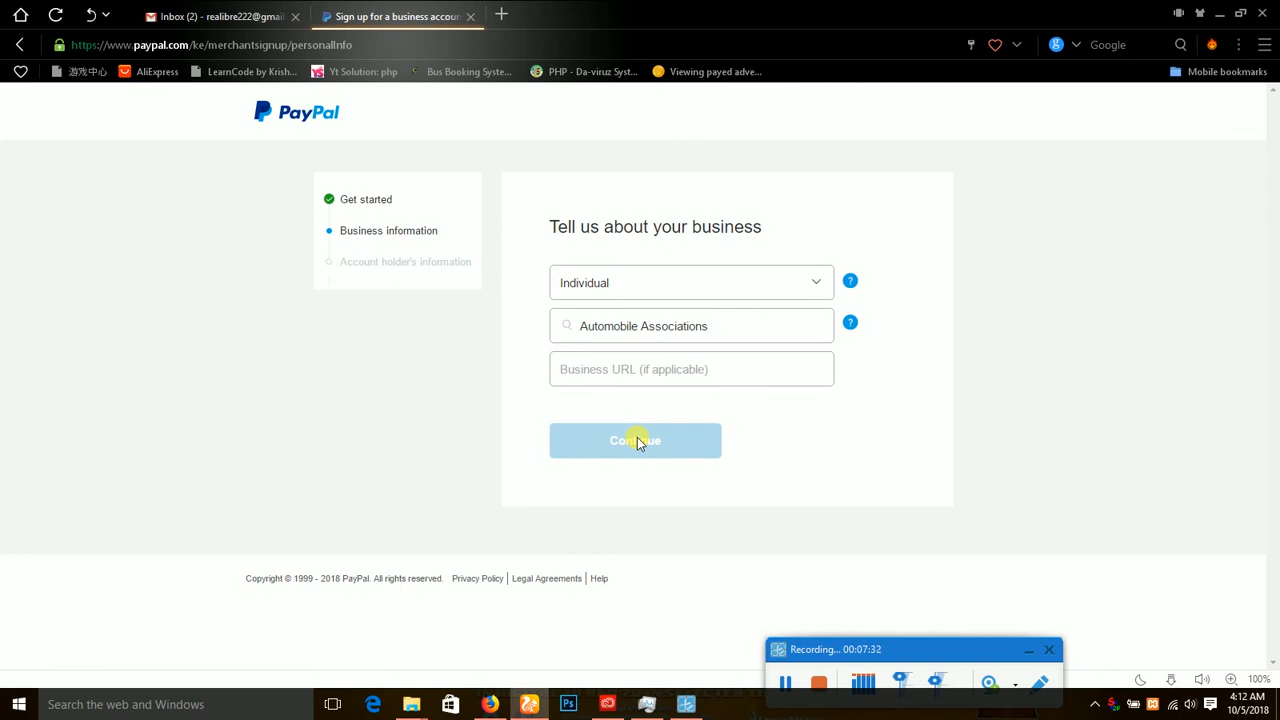 Inbox (2) - realibre222@gmail
Sign up for a business accoun
https://www.paypal.com/ke/merchantsignup/personalInfo
Google
游戏中心
AliExpress
LearnCode by Krish...
Yt Solution: php
Bus Booking Syste...
PHP - Da-viruz Syst...
Viewing payed adve...
Mobile bookmarks
PayPal
Get started
Business information
Account holder's information
Tell us about your business
Individual
Automobile Associations
Business URL (if applicable)
Continue
Copyright © 1999 - 2018 PayPal. All rights reserved. Privacy Policy | Legal Agreements | Help
Recording... 00:07:32
100%
Search the web and Windows
4:12 AM
10/5/2018